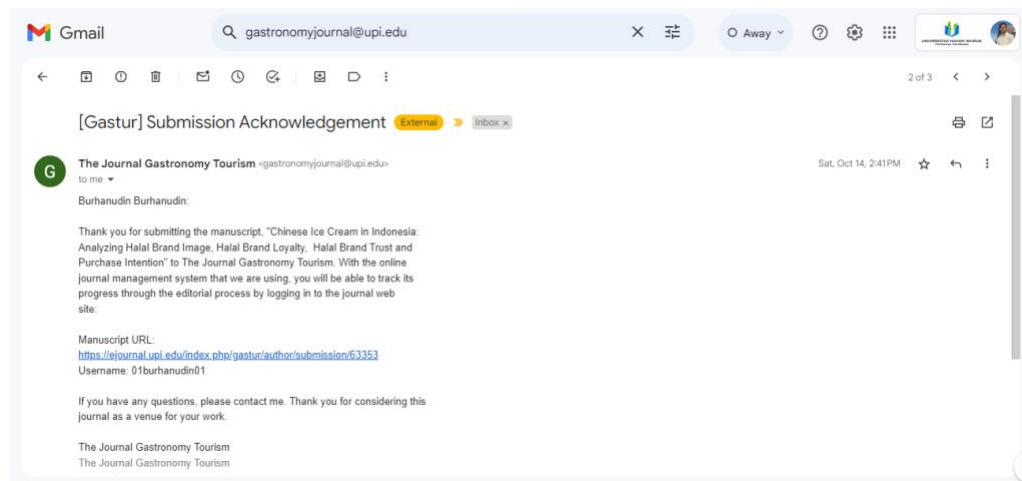 Gmail
gastronomyjournal@upi.edu
Away
2 of 3
[Gastur] Submission Acknowledgement External Inbox ×
G
The Journal Gastronomy Tourism <gastronomyjournal@upi.edu>
Sat, Oct 14, 2:41 PM
to me
Burhanudin Burhanudin:
Thank you for submitting the manuscript, "Chinese Ice Cream in Indonesia:
Analyzing Halal Brand Image, Halal Brand Loyalty, Halal Brand Trust and
Purchase Intention" to The Journal Gastronomy Tourism. With the online
journal management system that we are using, you will be able to track its
progress through the editorial process by logging in to the journal web
site:
Manuscript URL:
https://ejournal.upi.edu/index.php/gastur/author/submission/63353
Username: 01burhanudin01
If you have any questions, please contact me. Thank you for considering this
journal as a venue for your work.
The Journal Gastronomy Tourism
The Journal Gastronomy Tourism